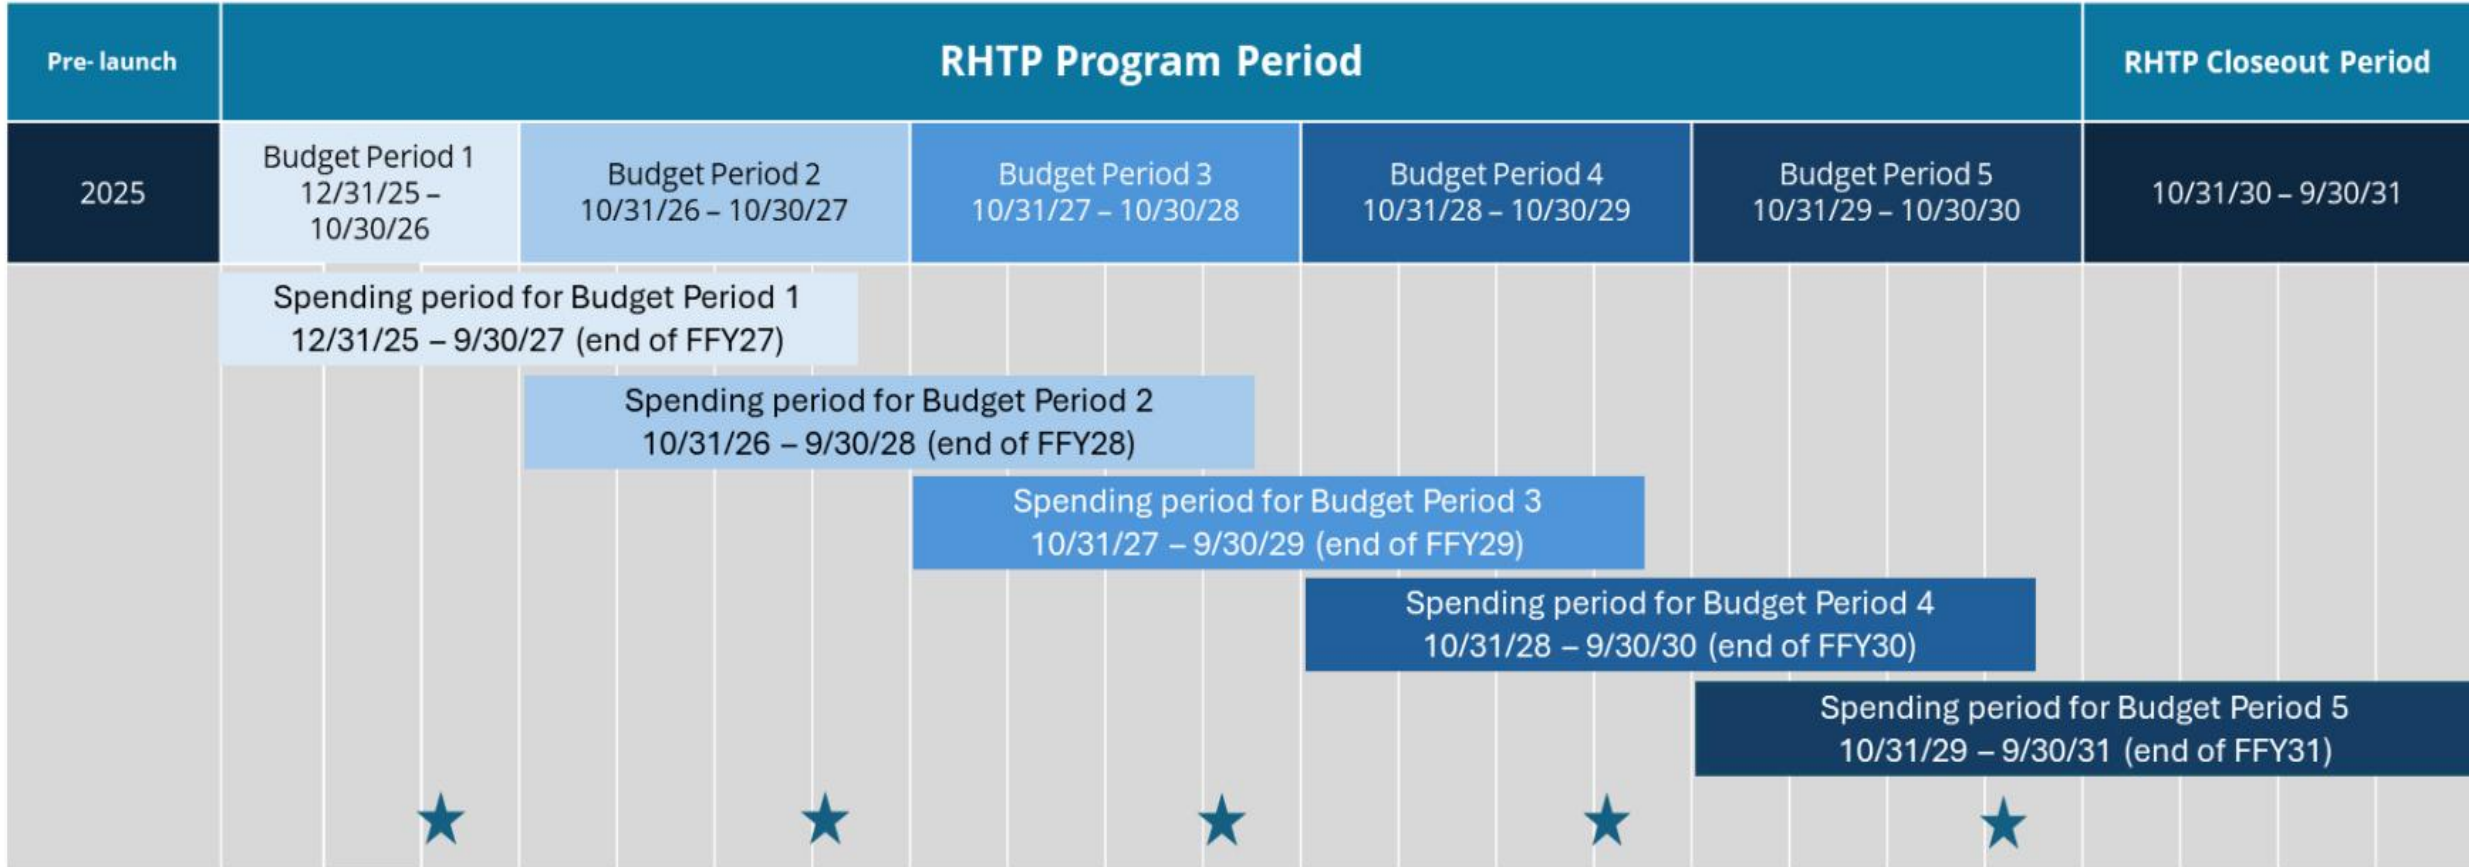 Pre- launch
RHTP Program Period
RHTP Closeout Period
2025
Budget Period 1
12/31/25 –
10/30/26
Budget Period 2
10/31/26 – 10/30/27
Budget Period 3
10/31/27 – 10/30/28
Budget Period 4
10/31/28 – 10/30/29
Budget Period 5
10/31/29 – 10/30/30
10/31/30 – 9/30/31
Spending period for Budget Period 1
12/31/25 – 9/30/27 (end of FFY27)
Spending period for Budget Period 2
10/31/26 – 9/30/28 (end of FFY28)
Spending period for Budget Period 3
10/31/27 – 9/30/29 (end of FFY29)
Spending period for Budget Period 4
10/31/28 – 9/30/30 (end of FFY30)
Spending period for Budget Period 5
10/31/29 – 9/30/31 (end of FFY31)